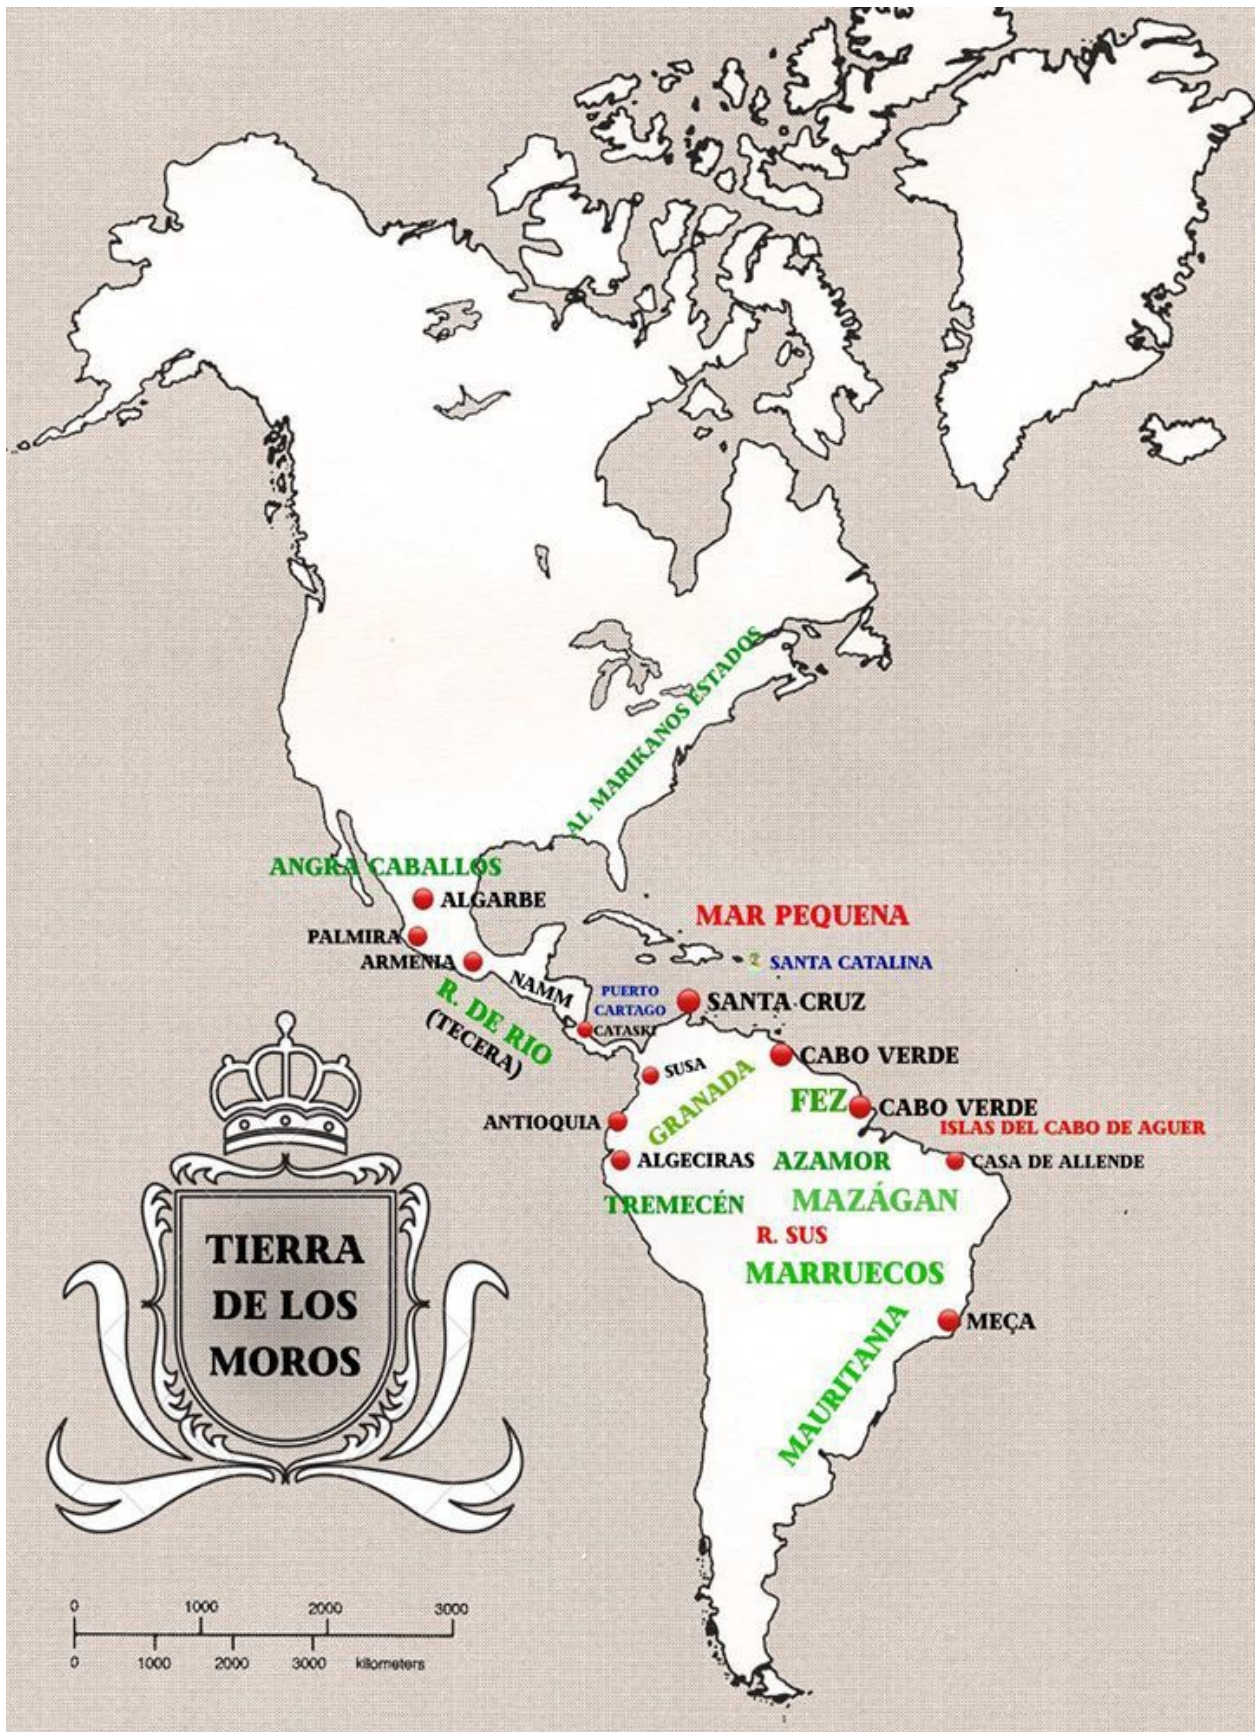 AL MARIKANOS ESTADOS
ANGRA CABALLOS
ALGARBE
MAR PEQUENA
PALMIRA
ARMENIA
SANTA CATALINA
NAMM
PUERTO
CARTAGO
R. DE RIO
(TECERA)
SANTA CRUZ
CATASKI
CABO VERDE
SUSA
GRANADA
FEZ
CABO VERDE
ANTIOQUIA
ISLAS DEL CABO DE AGUER
ALGECIRAS
AZAMOR
CASA DE ALLENDE
TREMECÉN
MAZÁGAN
R. SUS
MARRUECOS
TIERRA
DE LOS
MOROS
MEÇA
MAURITANIA
0 1000 2000 3000
0 1000 2000 3000 kilometers